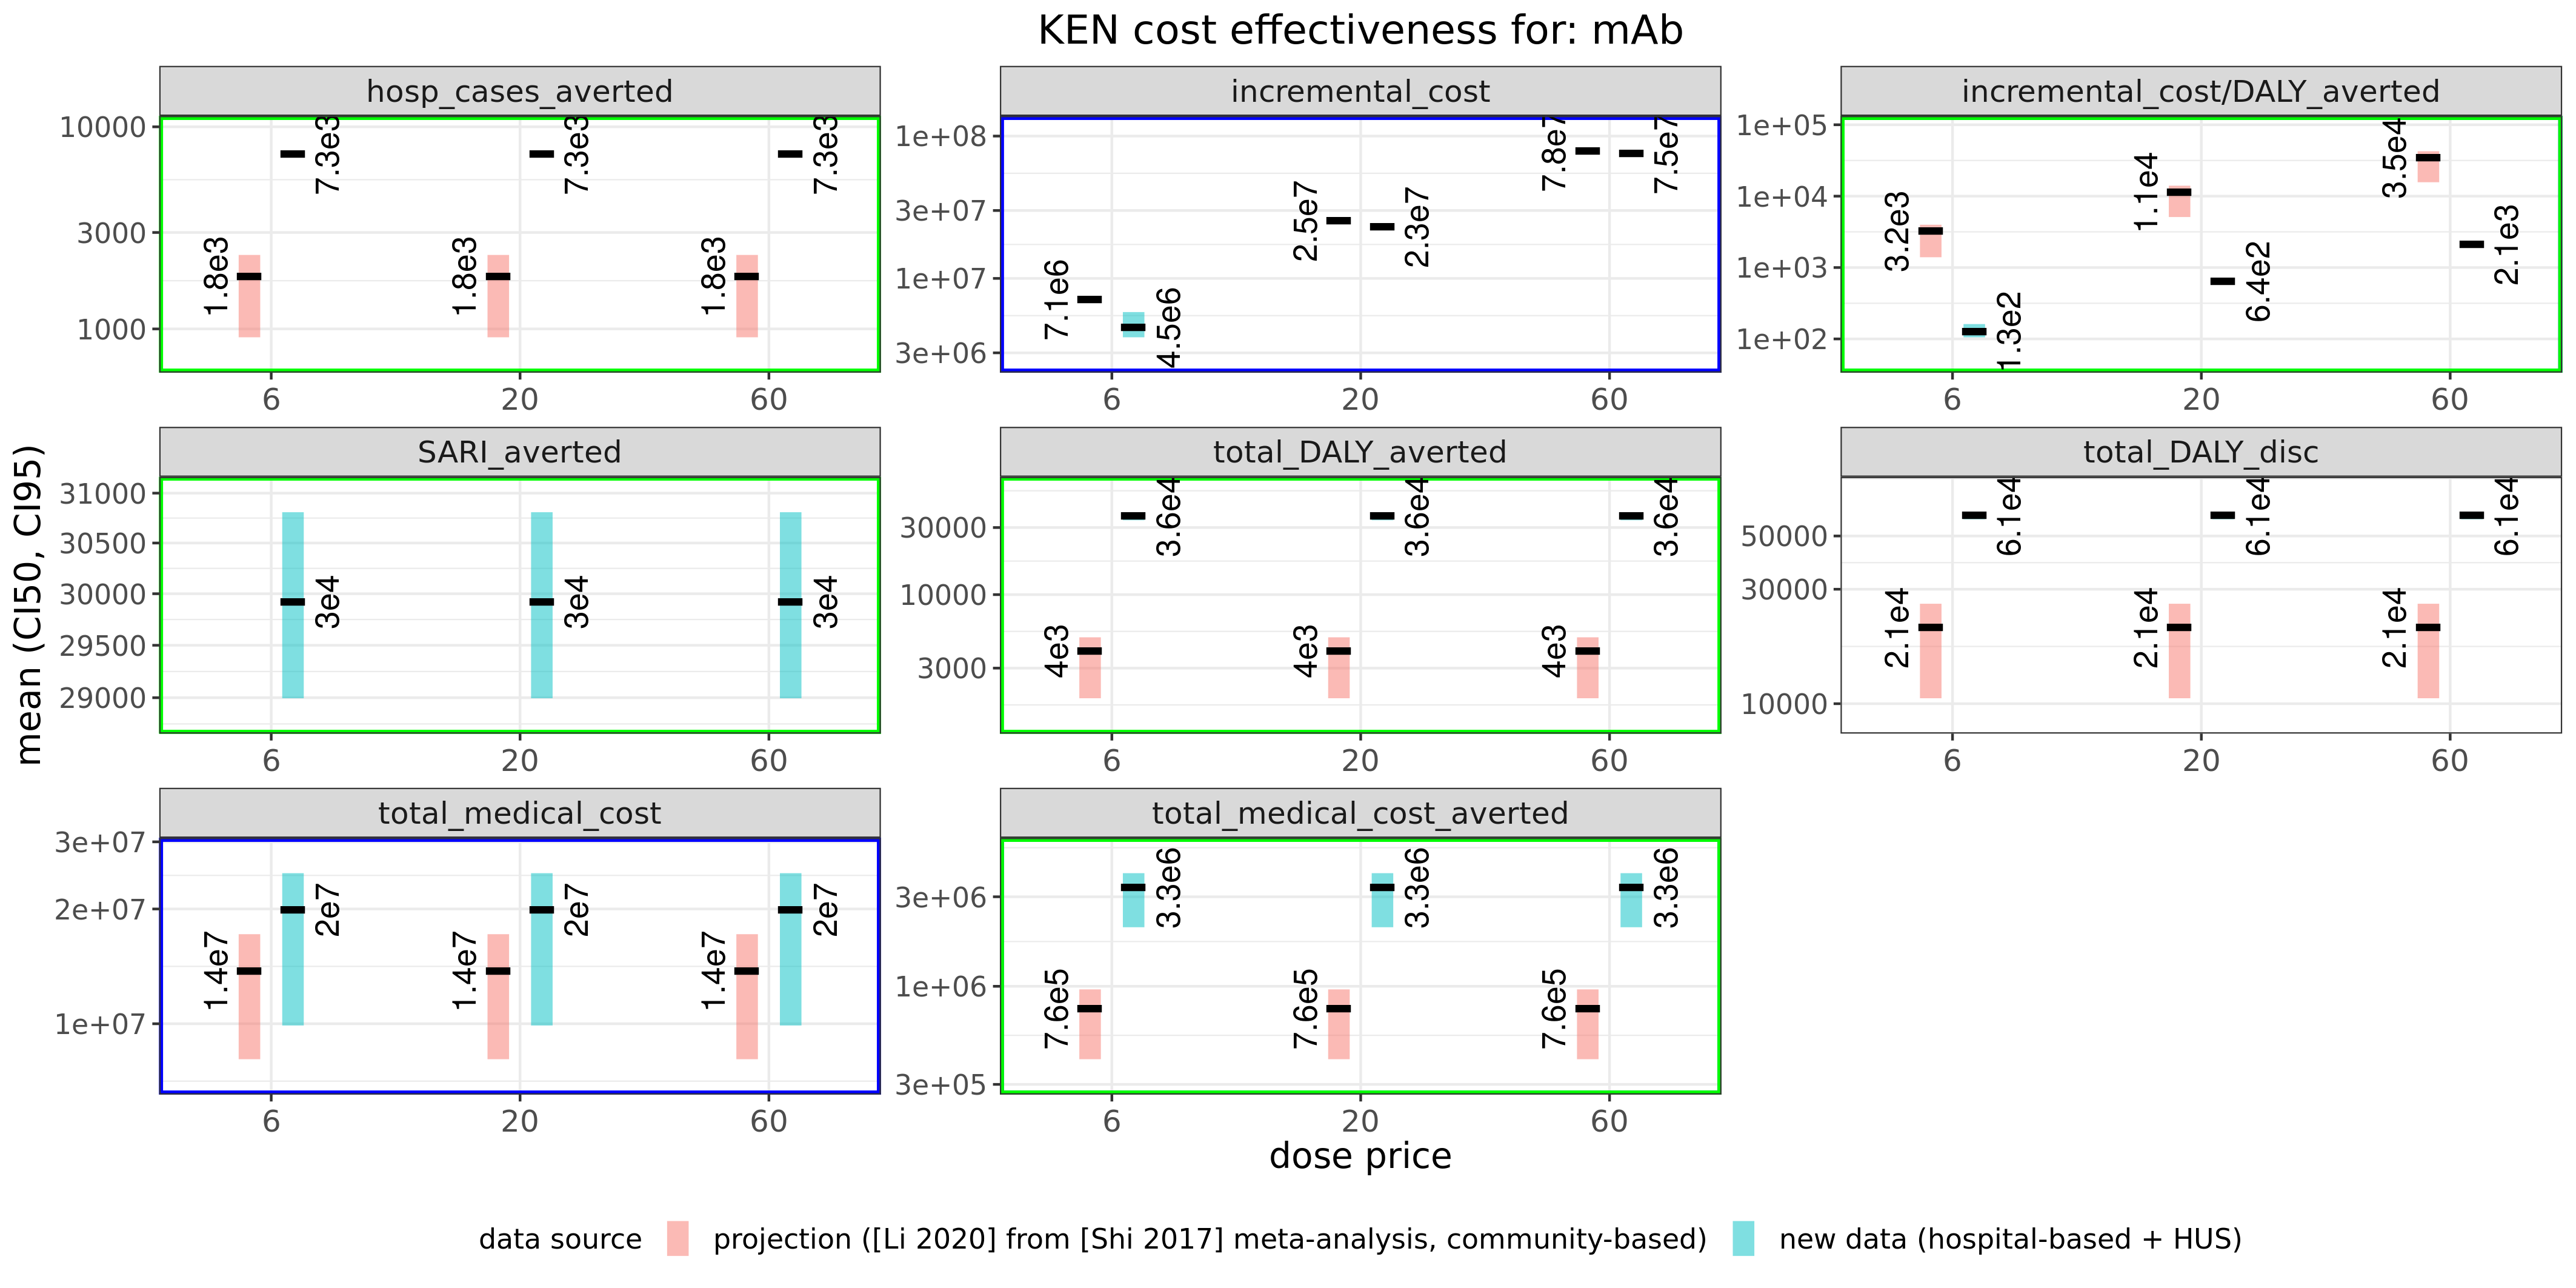 KEN cost effectiveness for: mAb
mean (CI50, CI95)
hosp_cases_averted
10000
3000
1000
1.8e3
7.3e3
1.8e3
7.3e3
1.8e3
7.3e3
6 20 60
incremental_cost
1e+08
3e+07
1e+07
3e+06
7.1e6
4.5e6
2.5e7
2.3e7
7.8e7
7.5e7
6 20 60
incremental_cost/DALY_averted
1e+05
1e+04
1e+03
1e+02
3.2e3
1.3e2
1.1e4
6.4e2
3.5e4
2.1e3
6 20 60
SARI_averted
31000
30500
30000
29500
29000
3e4
3e4
3e4
6 20 60
total_DALY_averted
30000
10000
3000
4e3
3.6e4
4e3
3.6e4
4e3
3.6e4
6 20 60
total_DALY_disc
50000
30000
10000
2.1e4
6.1e4
2.1e4
6.1e4
2.1e4
6.1e4
6 20 60
total_medical_cost
3e+07
2e+07
1e+07
1.4e7
2e7
1.4e7
2e7
1.4e7
2e7
6 20 60
total_medical_cost_averted
3e+06
1e+06
3e+05
7.6e5
3.3e6
7.6e5
3.3e6
7.6e5
3.3e6
6 20 60
dose price
data source projection ([Li 2020] from [Shi 2017] meta-analysis, community-based) new data (hospital-based + HUS)